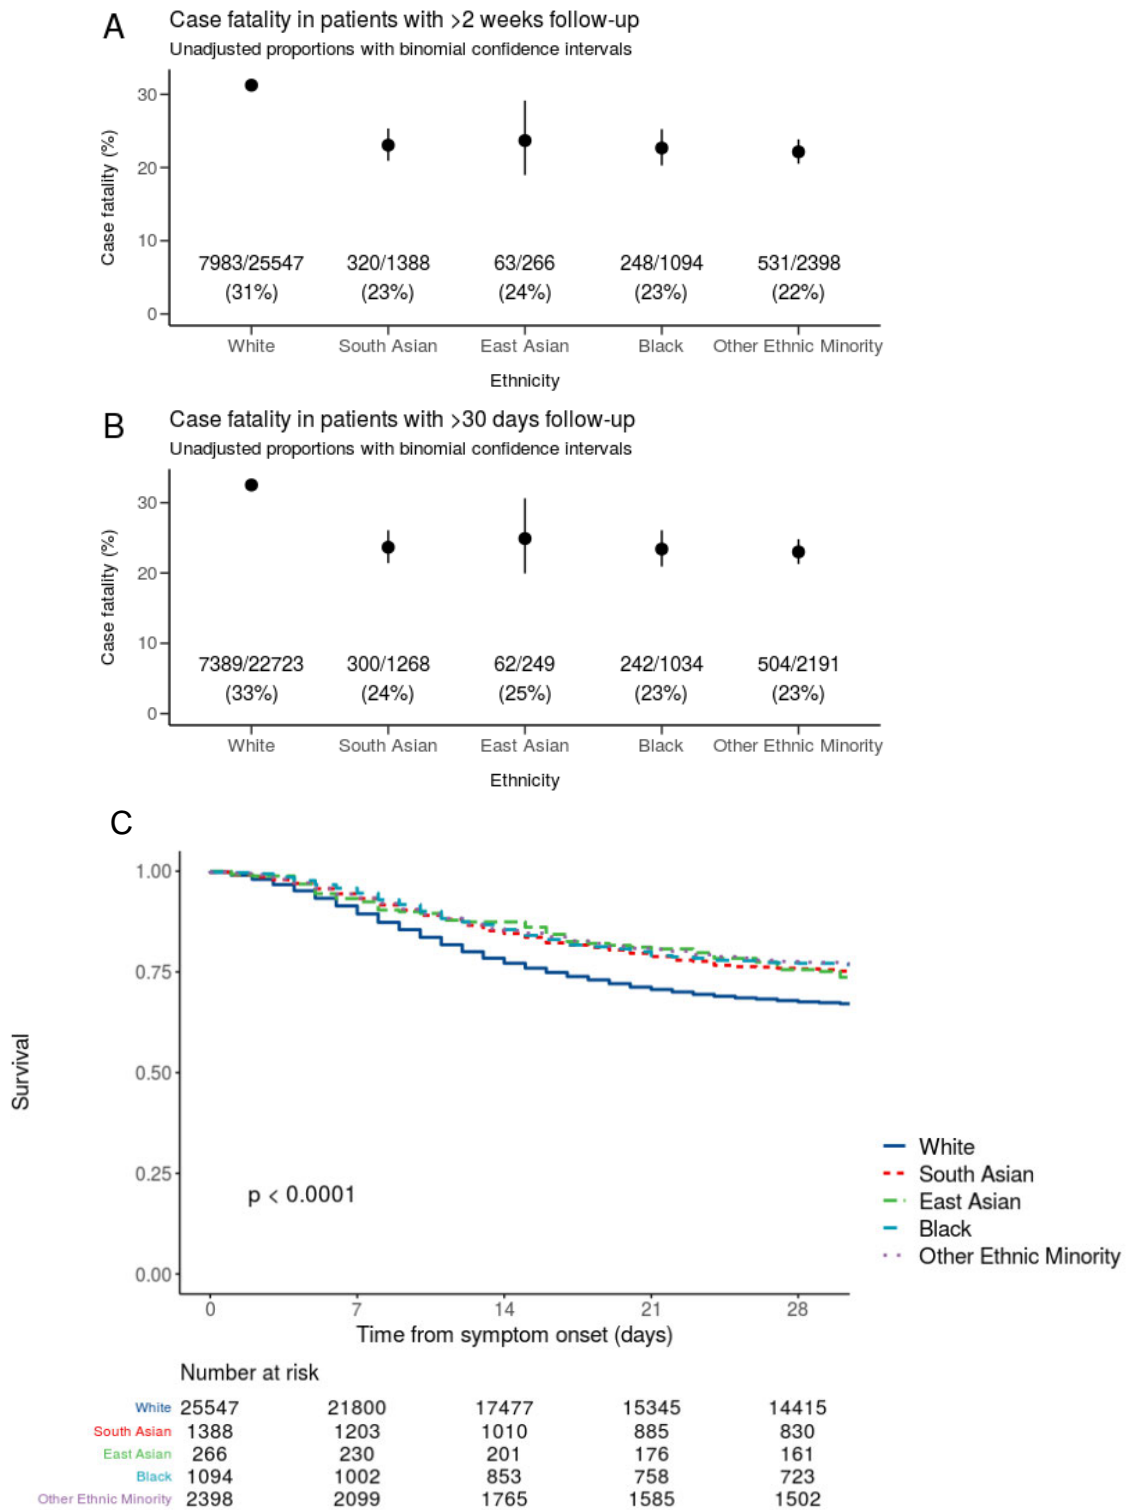 A
Case fatality in patients with >2 weeks follow-up
Unadjusted proportions with binomial confidence intervals
Case fatality (%)
30
20
10
0
7983/25547 320/1388 63/266 248/1094 531/2398
(31%) (23%) (24%) (23%) (22%)
White South Asian East Asian Black Other Ethnic Minority
Ethnicity
B
Case fatality in patients with >30 days follow-up
Unadjusted proportions with binomial confidence intervals
Case fatality (%)
30
20
10
0
7389/22723 300/1268 62/249 242/1034 504/2191
(33%) (24%) (25%) (23%) (23%)
White South Asian East Asian Black Other Ethnic Minority
Ethnicity
C
Survival
1.00
0.75
0.50
0.25
0.00
p < 0.0001
White
South Asian
East Asian
Black
Other Ethnic Minority
0 7 14 21 28
Time from symptom onset (days)
Number at risk
White 25547 21800 17477 15345 14415
South Asian 1388 1203 1010 885 830
East Asian 266 230 201 176 161
Black 1094 1002 853 758 723
Other Ethnic Minority 2398 2099 1765 1585 1502